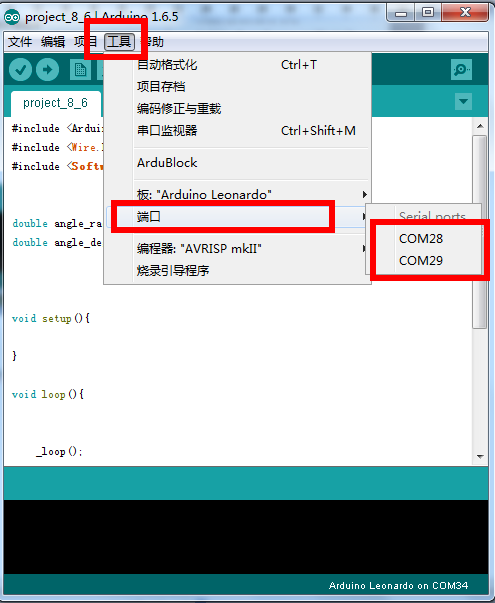 project_8_6 | Arduino 1.6.5
文件 编辑 项目 工具 帮助
自动格式化 Ctrl+T
项目存档
编码修正与重载
串口监视器 Ctrl+Shift+M
ArduBlock
板: "Arduino Leonardo"
端口
Serial ports
COM28
COM29
编程器: "AVRISP mkII"
烧录引导程序
project_8_6
#include <Ardui
#include <Wire.
#include <Softw
double angle_ra
double angle_de
void setup(){
}
void loop(){
_loop();
Arduino Leonardo on COM34